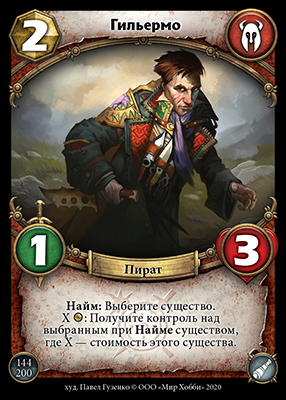 2
Гильермо
1
3
Пират
Найм: Выберите существо.
X : Получите контроль над
выбранным при Найме существом,
где X — стоимость этого существа.
144
200
худ. Павел Гузенко © ООО «Мир Хобби» 2020